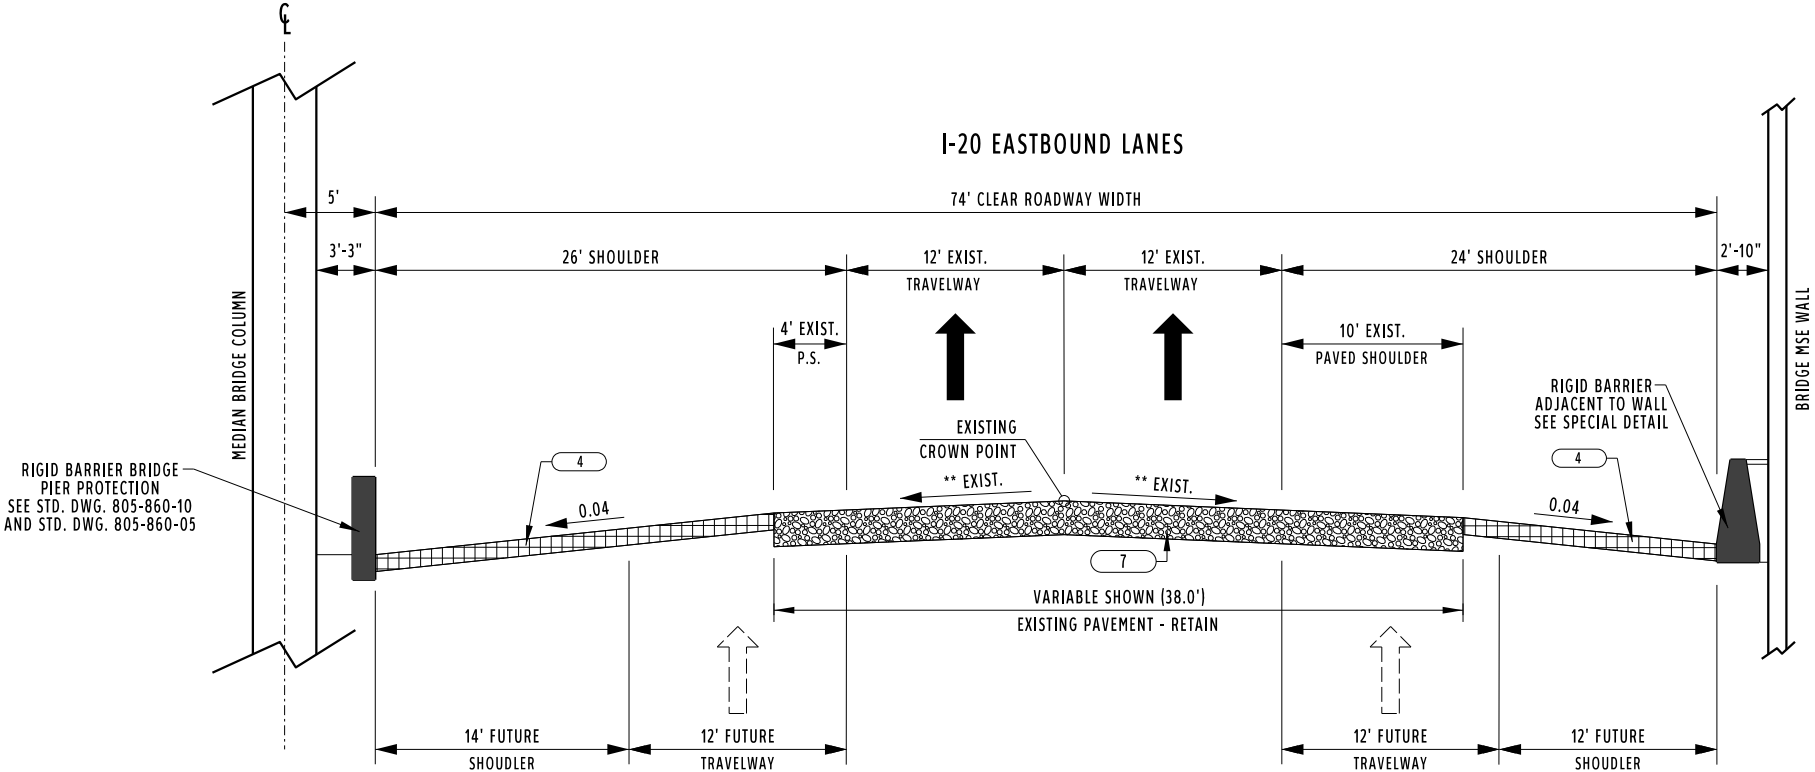 ℄
I-20 EASTBOUND LANES
5'
74' CLEAR ROADWAY WIDTH
3'-3"
26' SHOULDER
12' EXIST.
TRAVELWAY
12' EXIST.
TRAVELWAY
24' SHOULDER
2'-10"
MEDIAN BRIDGE COLUMN
BRIDGE MSE WALL
4' EXIST.
P.S.
10' EXIST.
PAVED SHOULDER
RIGID BARRIER
ADJACENT TO WALL
SEE SPECIAL DETAIL
EXISTING
CROWN POINT
RIGID BARRIER BRIDGE
PIER PROTECTION
SEE STD. DWG. 805-860-10
AND STD. DWG. 805-860-05
4
4
** EXIST.
** EXIST.
0.04
0.04
7
VARIABLE SHOWN (38.0')
EXISTING PAVEMENT - RETAIN
14' FUTURE
SHOUDLER
12' FUTURE
TRAVELWAY
12' FUTURE
TRAVELWAY
12' FUTURE
SHOUDLER